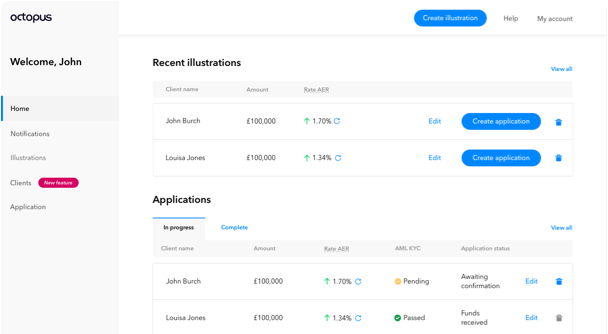 octopus
Create illustration
Help
My account
Welcome, John
Home
Notifications
Illustrations
Clients
New feature
Application
Recent illustrations
View all
Client name
Amount
Rate AER
John Burch
£100,000
1.70%
Edit
Create application
Louisa Jones
£100,000
1.34%
Edit
Create application
Applications
In progress
Complete
View all
Client name
Amount
Rate AER
AML KYC
Application status
John Burch
£100,000
1.70%
Pending
Awaiting
confirmation
Edit
Louisa Jones
£100,000
1.34%
Passed
Funds
received
Edit